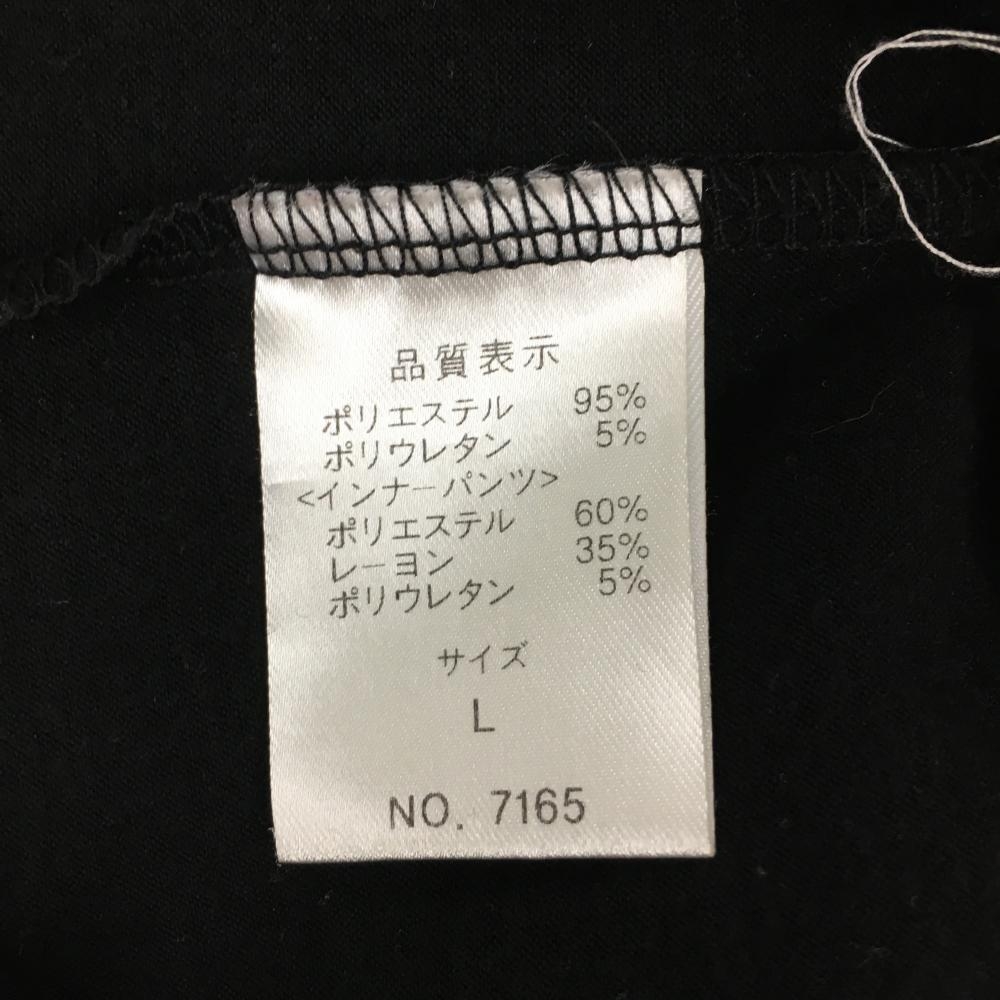 品質表示
ポリエステル 95%
ポリウレタン 5%
<インナーパンツ>
ポリエステル 60%
レーヨン 35%
ポリウレタン 5%
サイズ
L
NO. 7165